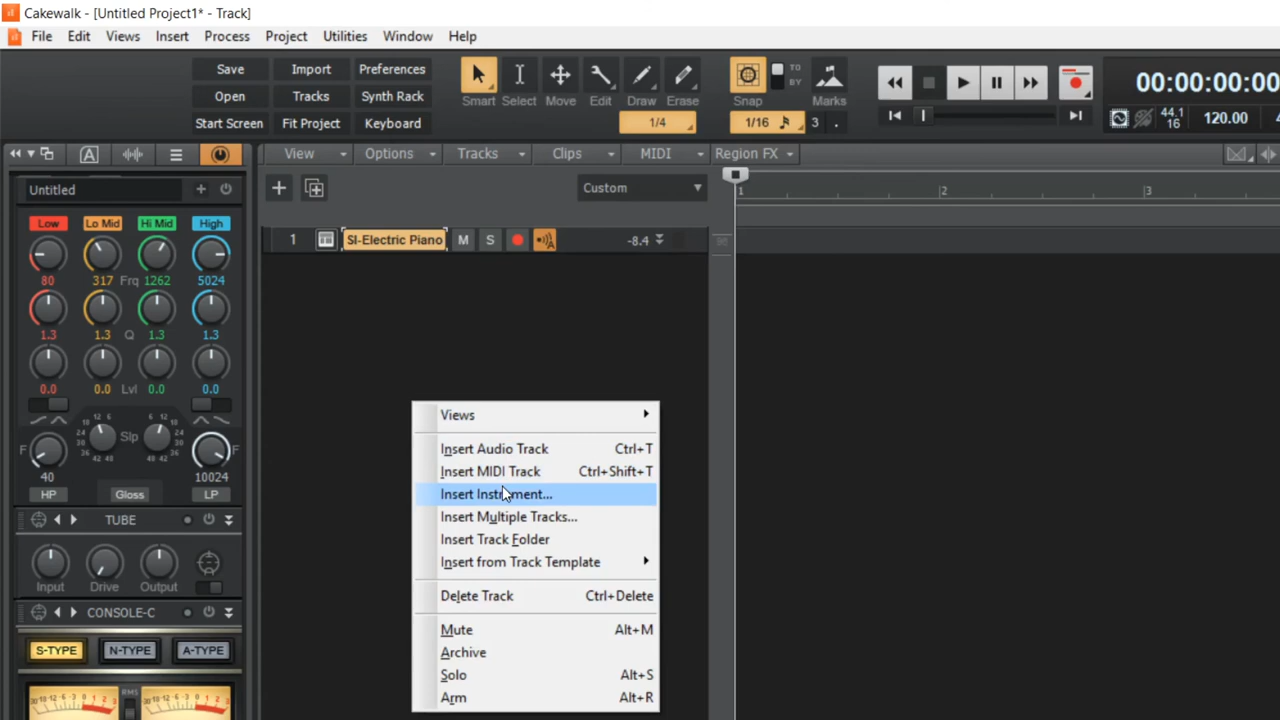 Cakewalk - [Untitled Project1* - Track]
File Edit Views Insert Process Project Utilities Window Help
Save Import Preferences
Open Tracks Synth Rack
Start Screen Fit Project Keyboard
Smart Select Move Edit Draw Erase
1/4
Snap
TO
BY
Marks
1/16 3 .
00:00:00:0
44.1
16
120.00
View Options Tracks Clips MIDI Region FX
Untitled
Custom
1 2 3
Low Lo Mid Hi Mid High
80 317 Frq 1262 5024
1.3 1.3 Q 1.3 1.3
0.0 0.0 Lvl 0.0 0.0
Slp
F F
40 10024
HP Gloss LP
TUBE
Input Drive Output
CONSOLE-C
S-TYPE N-TYPE A-TYPE
RMS
1 SI-Electric Piano M S A -8.4
Views
Insert Audio Track Ctrl+T
Insert MIDI Track Ctrl+Shift+T
Insert Instrument...
Insert Multiple Tracks...
Insert Track Folder
Insert from Track Template
Delete Track Ctrl+Delete
Mute Alt+M
Archive
Solo Alt+S
Arm Alt+R